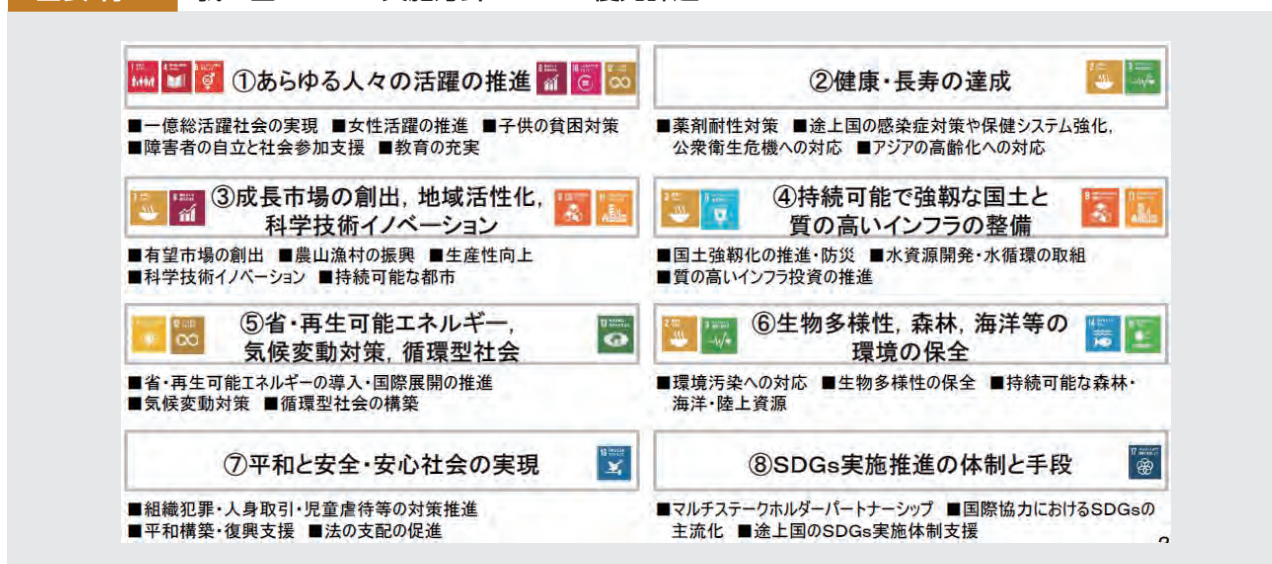 ①あらゆる人々の活躍の推進
■一億総活躍社会の実現 ■女性活躍の推進 ■子供の貧困対策
■障害者の自立と社会参加支援 ■教育の充実
②健康・長寿の達成
■薬剤耐性対策 ■途上国の感染症対策や保健システム強化,
公衆衛生危機への対応 ■アジアの高齢化への対応
③成長市場の創出, 地域活性化,
科学技術イノベーション
■有望市場の創出 ■農山漁村の振興 ■生産性向上
■科学技術イノベーション ■持続可能な都市
④持続可能で強靱な国土と
質の高いインフラの整備
■国土強靱化の推進・防災 ■水資源開発・水循環の取組
■質の高いインフラ投資の推進
⑤省・再生可能エネルギー,
気候変動対策, 循環型社会
■省・再生可能エネルギーの導入・国際展開の推進
■気候変動対策 ■循環型社会の構築
⑥生物多様性, 森林, 海洋等の
環境の保全
■環境汚染への対応 ■生物多様性の保全 ■持続可能な森林・
海洋・陸上資源
⑦平和と安全・安心社会の実現
■組織犯罪・人身取引・児童虐待等の対策推進
■平和構築・復興支援 ■法の支配の促進
⑧SDGs実施推進の体制と手段
■マルチステークホルダーパートナーシップ ■国際協力におけるSDGsの
主流化 ■途上国のSDGs実施体制支援